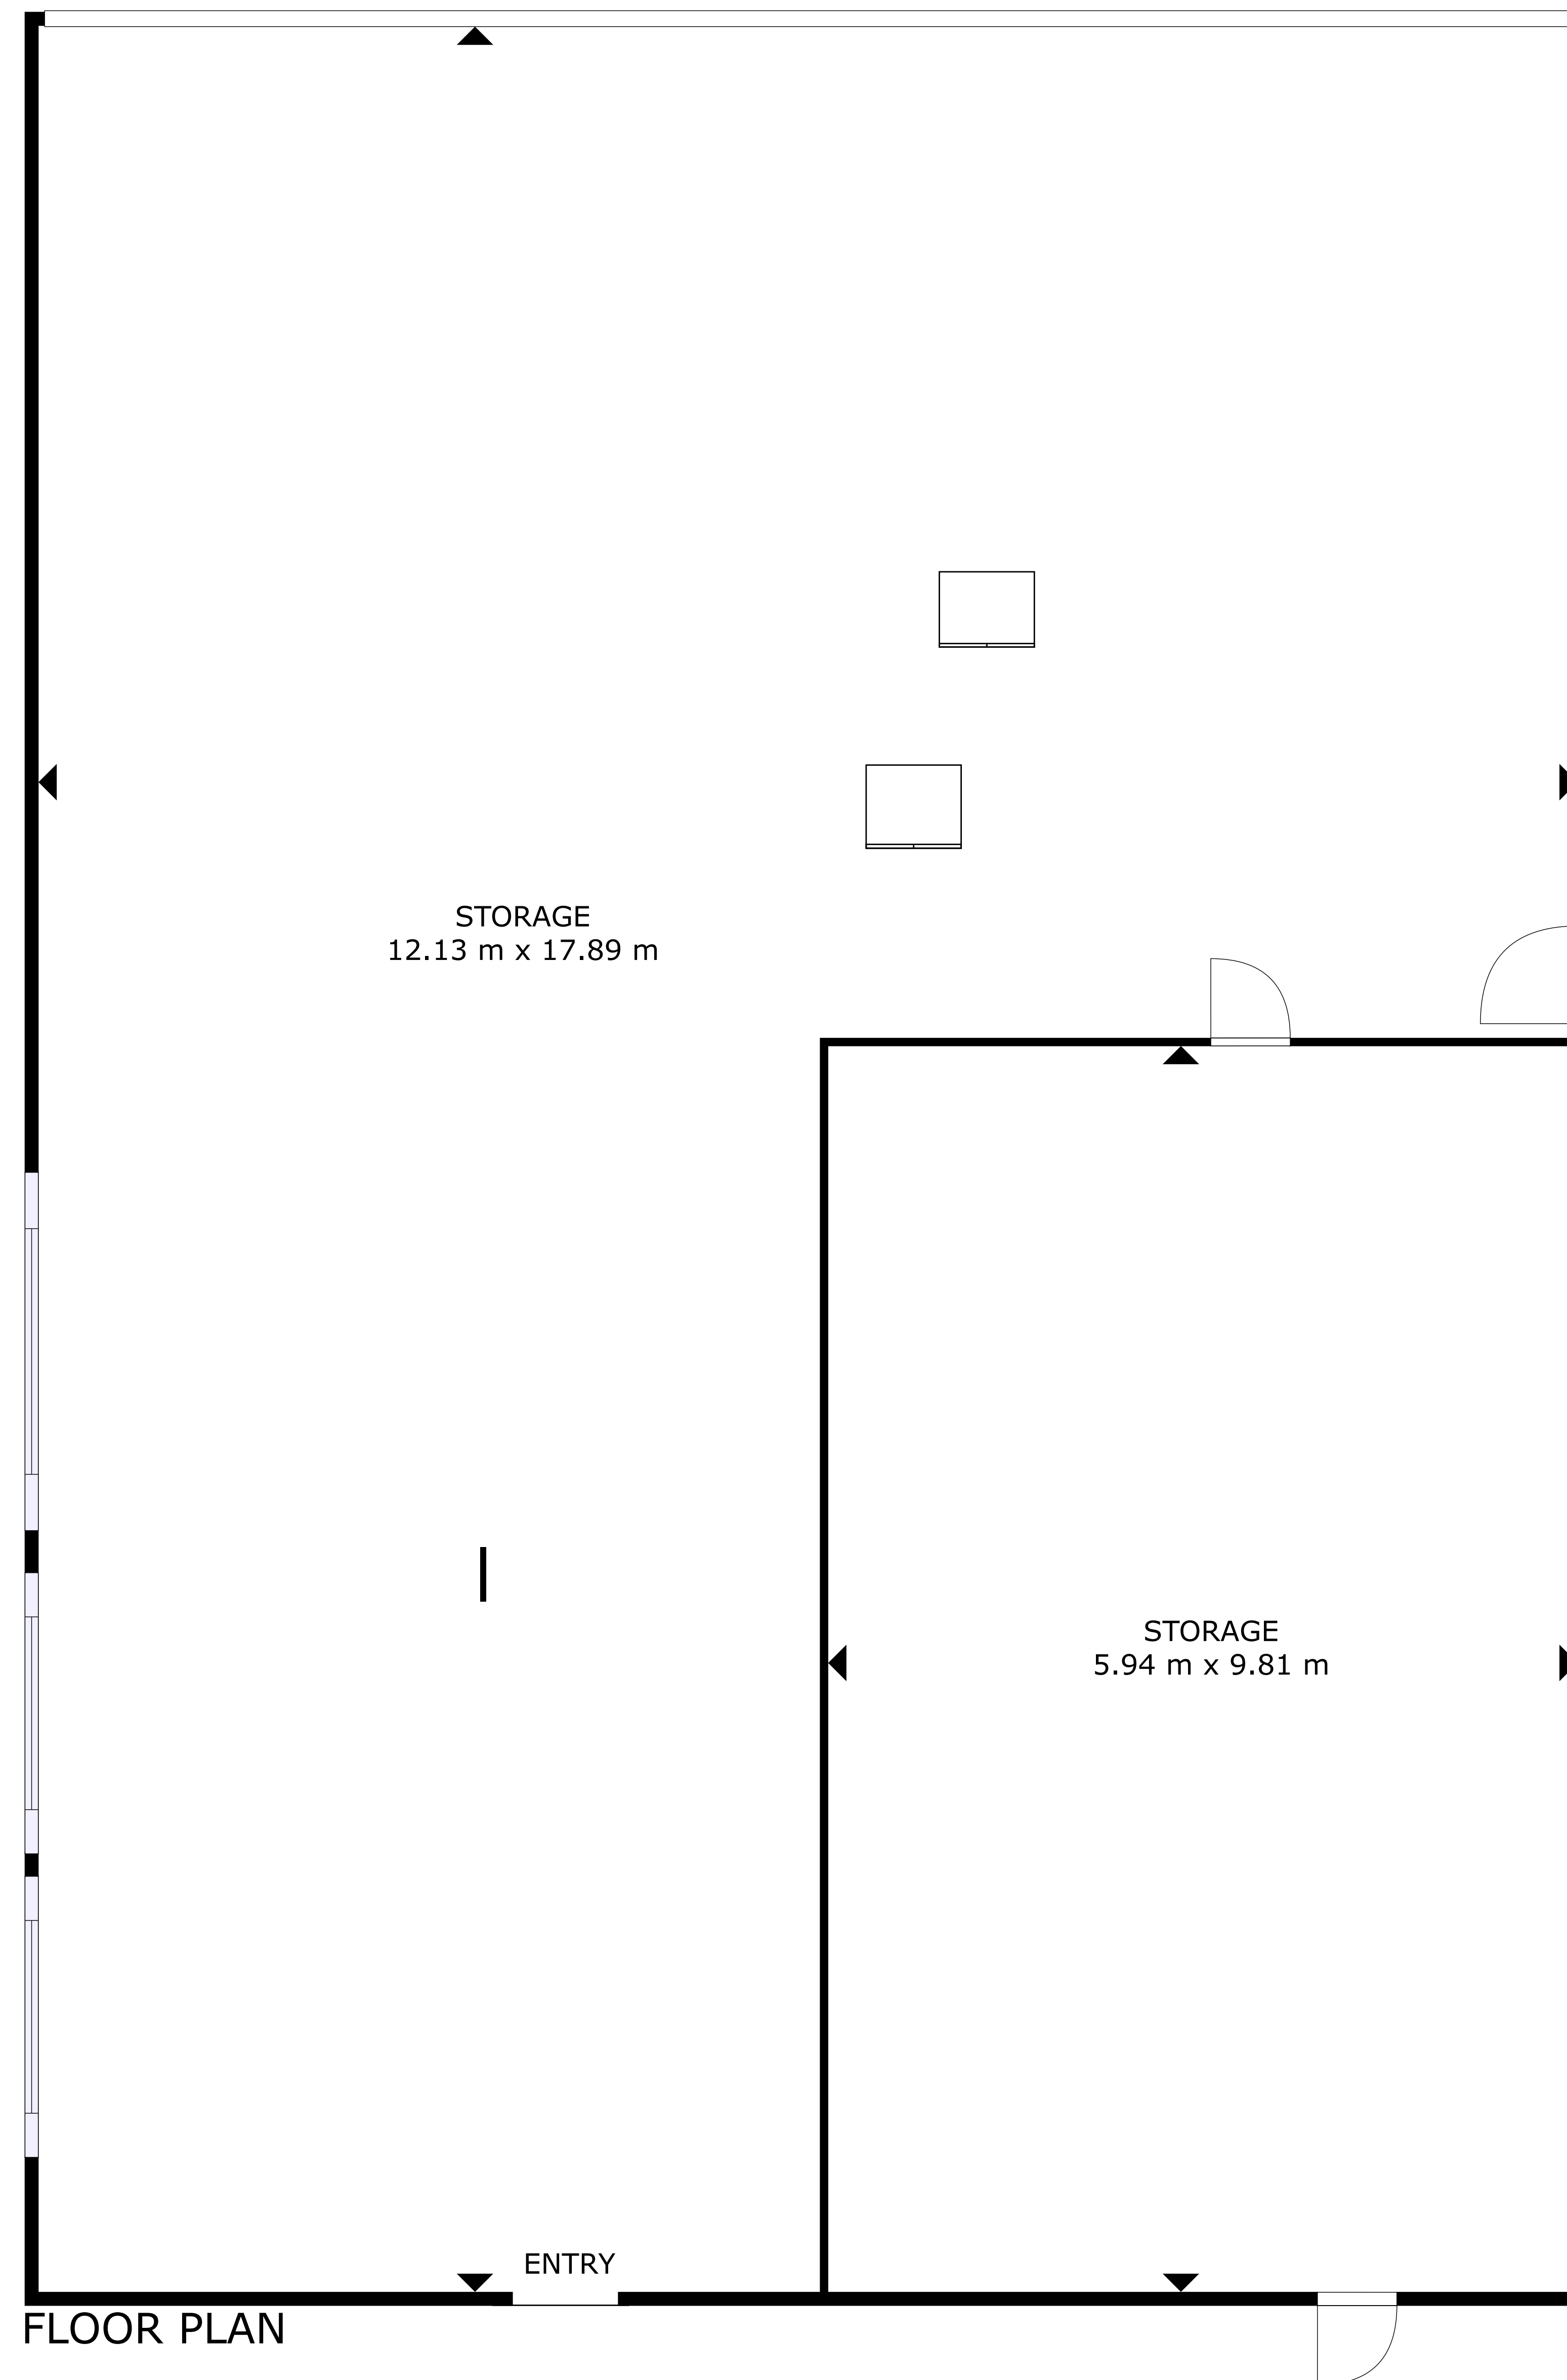 STORAGE
12.13 m x 17.89 m
STORAGE
5.94 m x 9.81 m
ENTRY
FLOOR PLAN